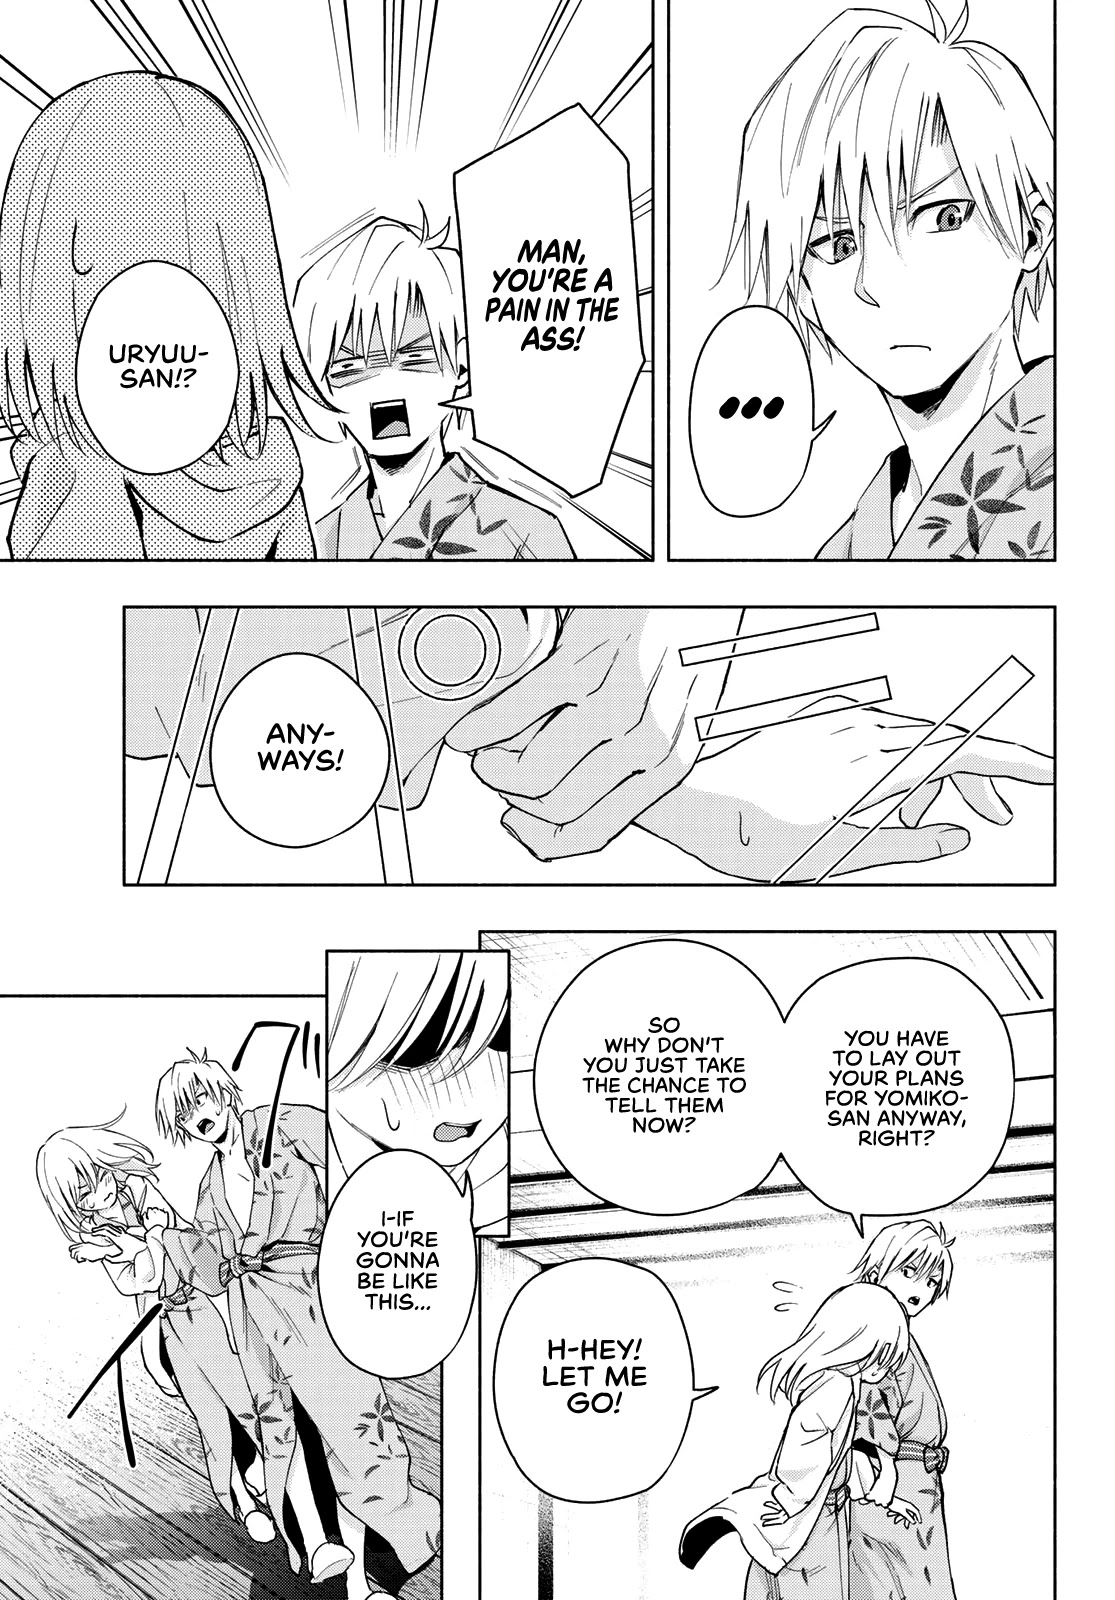 •••
MAN,
YOU'RE A
PAIN IN THE
ASS!
URYUU-
SAN!?
ANY-
WAYS!
YOU HAVE
TO LAY OUT
YOUR PLANS
FOR YOMIKO-
SAN ANYWAY,
RIGHT?
SO
WHY DON'T
YOU JUST TAKE
THE CHANCE TO
TELL THEM
NOW?
H-HEY!
LET ME
GO!
I-IF
YOU'RE
GONNA
BE LIKE
THIS...